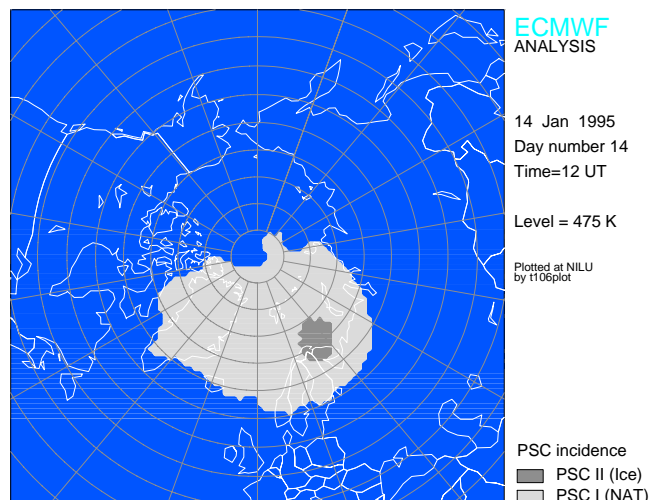 ECMWF
ANALYSIS
14 Jan 1995
Day number 14
Time=12 UT
Level = 475 K
Plotted at NILU
by t106plot
PSC incidence
PSC II (Ice)
PSC I (NAT)